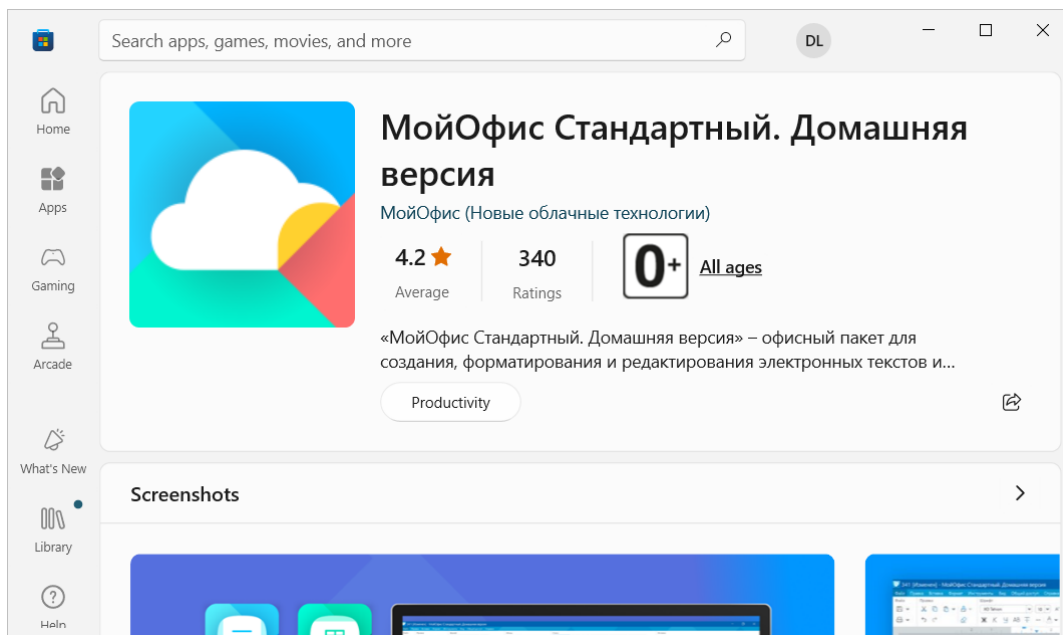 Search apps, games, movies, and more
DL
Home
Apps
Gaming
Arcade
What's New
Library
Help
МойОфис Стандартный. Домашняя
версия
МойОфис (Новые облачные технологии)
4.2
Average
340
Ratings
0+
All ages
«МойОфис Стандартный. Домашняя версия» – офисный пакет для
создания, форматирования и редактирования электронных текстов и...
Productivity
Screenshots